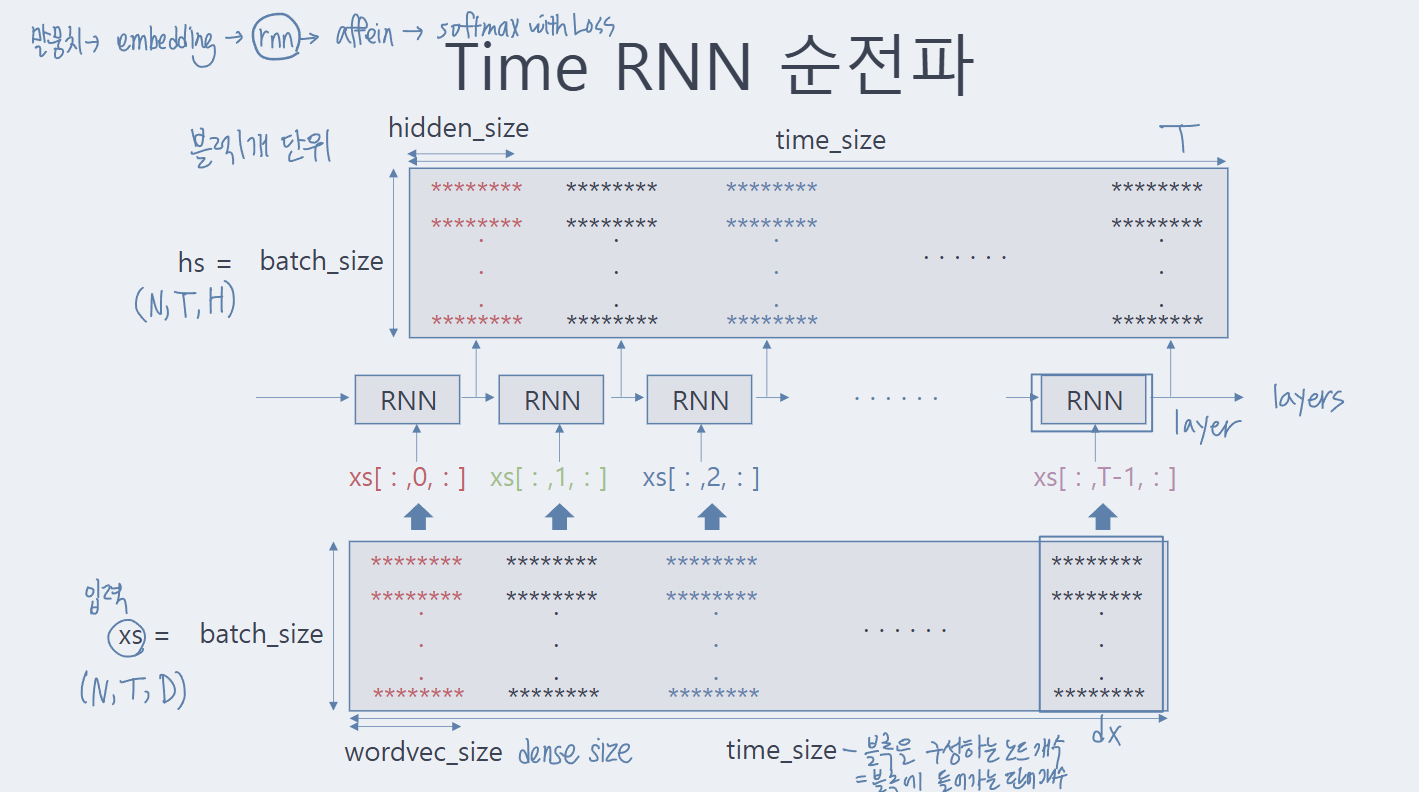 말뭉치→ embedding → rnn → affein → softmax with Loss
Time RNN 순전파
블럭1개 단위
hidden_size
time_size
T
******** ******** ******** ********
******** ******** ******** ********
. . . .
hs = batch_size . . . . . . . . . .
(N, T, H)
. . . .
******** ******** ******** ********
RNN RNN RNN . . . . . . RNN layers
layer
xs[ : ,0, : ] xs[ : ,1, : ] xs[ : ,2, : ] xs[ : ,T-1, : ]
******** ******** ******** ********
입력
******** ******** ******** ********
. . . .
xs = batch_size . . . . . . . . . .
(N, T, D)
. . . .
******** ******** ******** ********
wordvec_size dense size
time_size - 블록을 구성하는 노드개수
= 블록에 들어가는 단어개수
dx